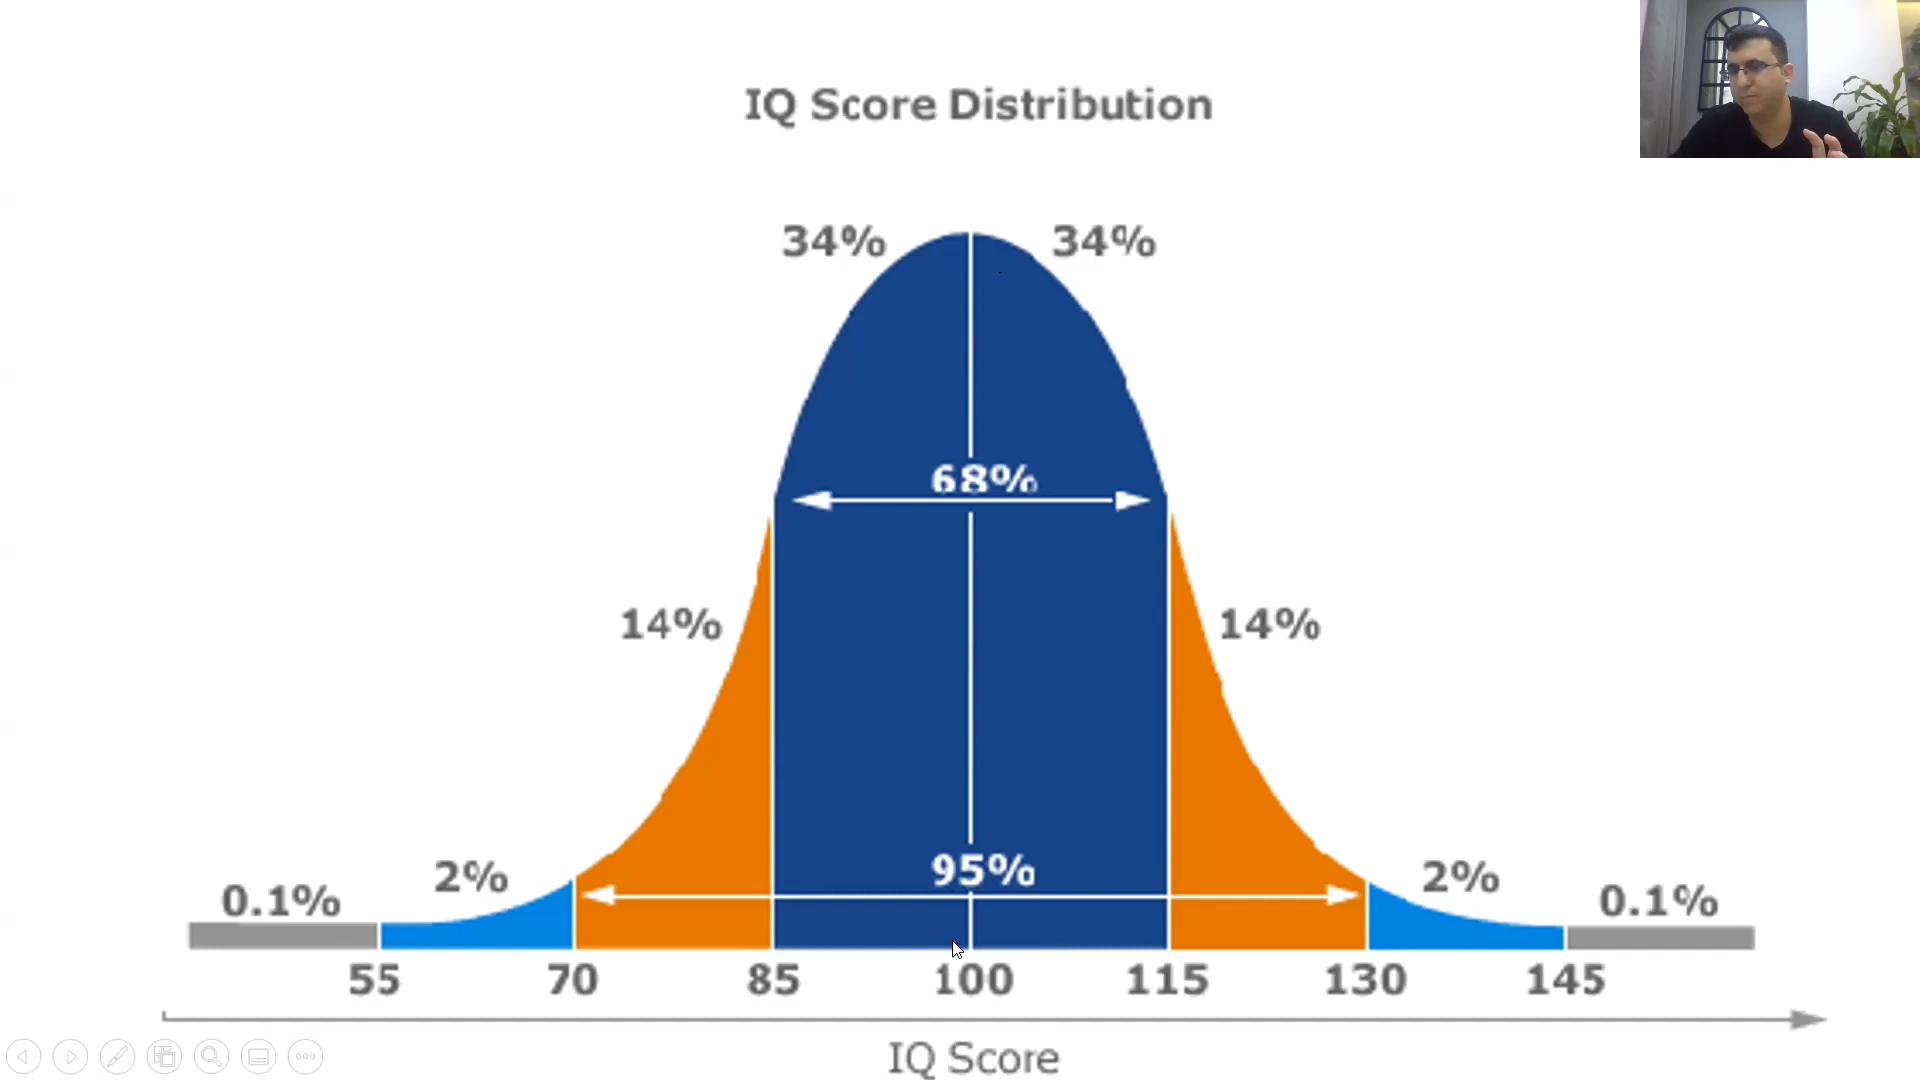 IQ Score Distribution
34% 34%
68%
14% 14%
95%
2% 2%
0.1% 0.1%
55 70 85 100 115 130 145
IQ Score